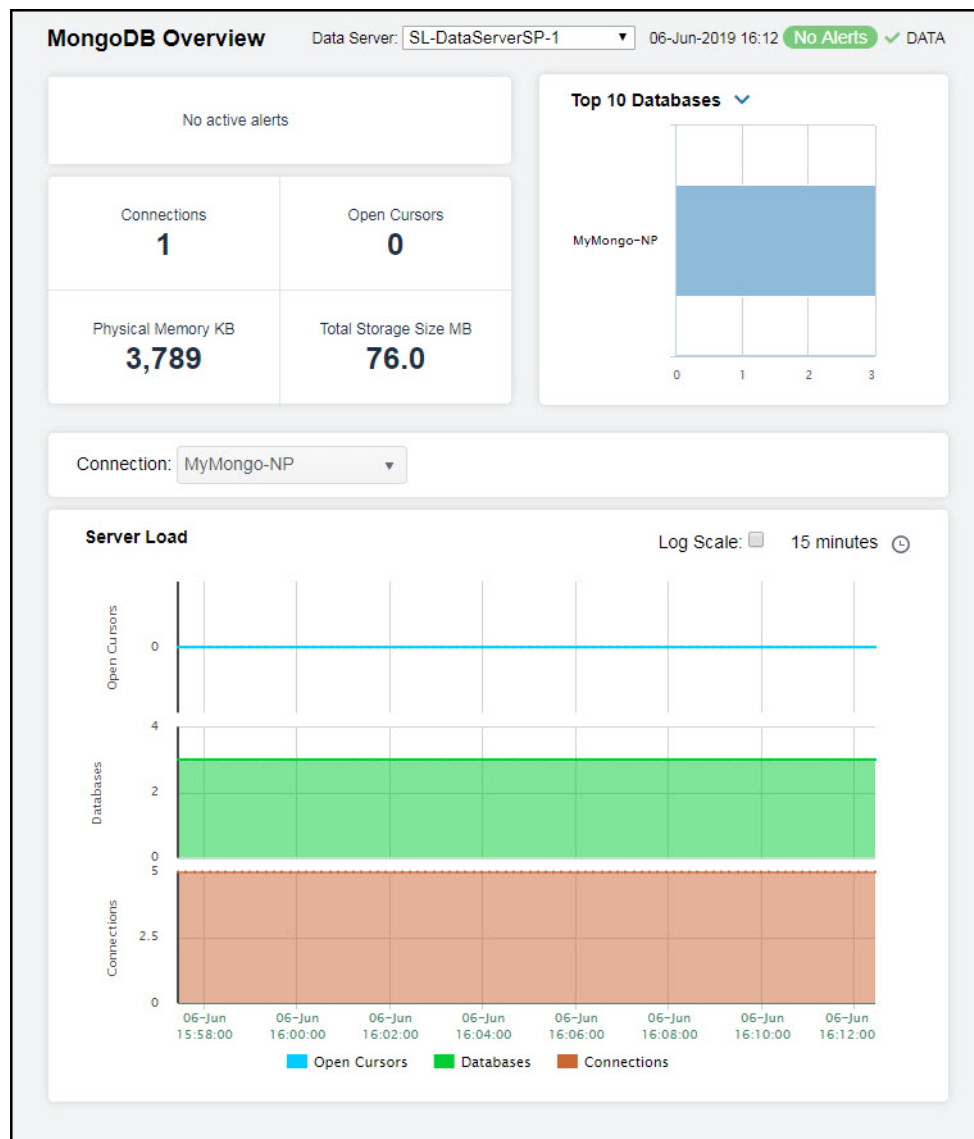 MongoDB Overview
Data Server: SL-DataServerSP-1 06-Jun-2019 16:12 No Alerts DATA
No active alerts
Connections
1
Open Cursors
0
Physical Memory KB
3,789
Total Storage Size MB
76.0
Top 10 Databases
MyMongo-NP
0 1 2 3
Connection: MyMongo-NP
Server Load
Log Scale: 15 minutes
Open Cursors
0
Databases
4
2
0
Connections
5
2.5
0
06-Jun 06-Jun 06-Jun 06-Jun 06-Jun 06-Jun 06-Jun 06-Jun
15:58:00 16:00:00 16:02:00 16:04:00 16:06:00 16:08:00 16:10:00 16:12:00
Open Cursors Databases Connections